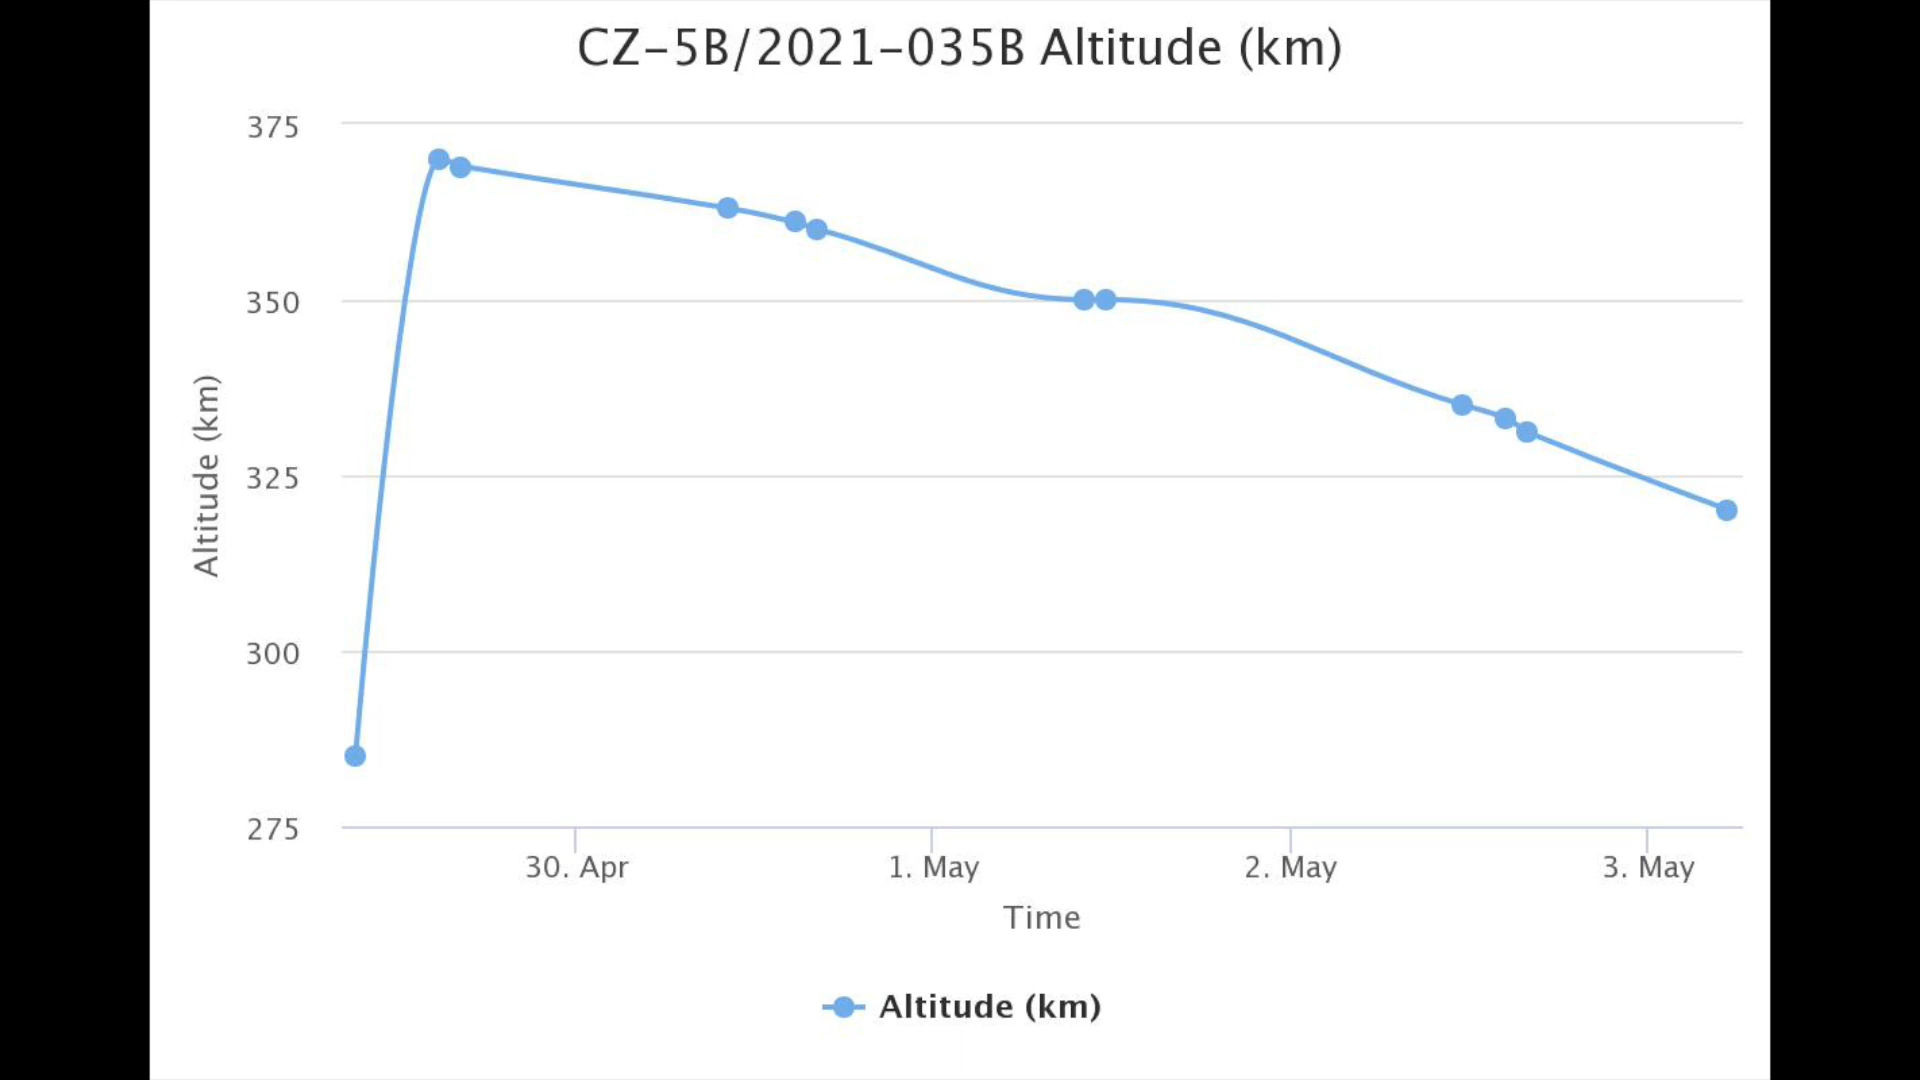 CZ−5B/2021−035B Altitude (km)
375
350
325
300
275
Altitude (km)
30. Apr
1. May
2. May
3. May
Time
Altitude (km)